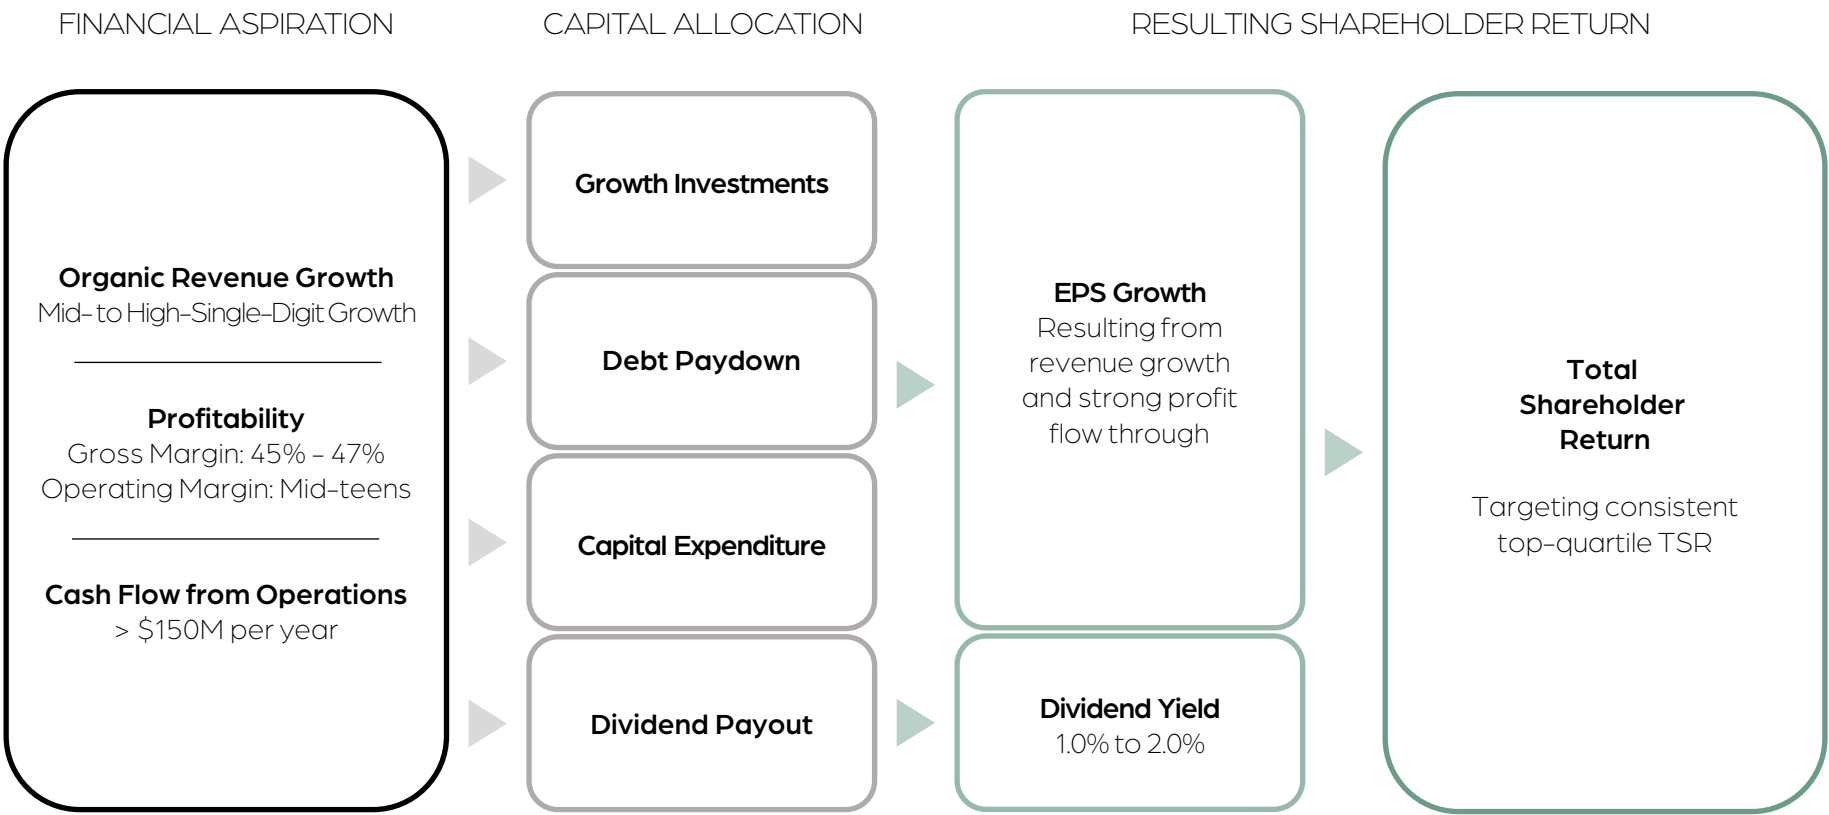 FINANCIAL ASPIRATION
CAPITAL ALLOCATION
RESULTING SHAREHOLDER RETURN
Organic Revenue Growth
Mid- to High-Single-Digit Growth
Profitability
Gross Margin: 45% - 47%
Operating Margin: Mid-teens
Cash Flow from Operations
> $150M per year
Growth Investments
Debt Paydown
Capital Expenditure
Dividend Payout
EPS Growth
Resulting from
revenue growth
and strong profit
flow through
Dividend Yield
1.0% to 2.0%
Total
Shareholder
Return
Targeting consistent
top-quartile TSR